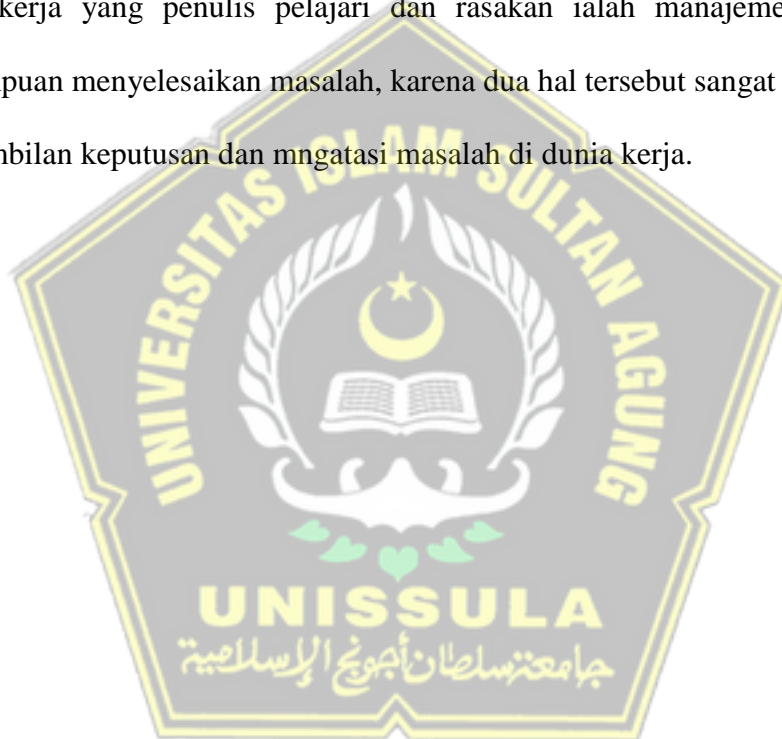 kerja yang penulis pelajari dan rasakan ialah manajeme
puan menyelesaikan masalah, karena dua hal tersebut sangat
bilan keputusan dan mngatasi masalah di dunia kerja.
UNIVERSITAS ISLAM SULTAN AGUNG
UNISSULA
جامعة سلطان أجونج الإسلامية